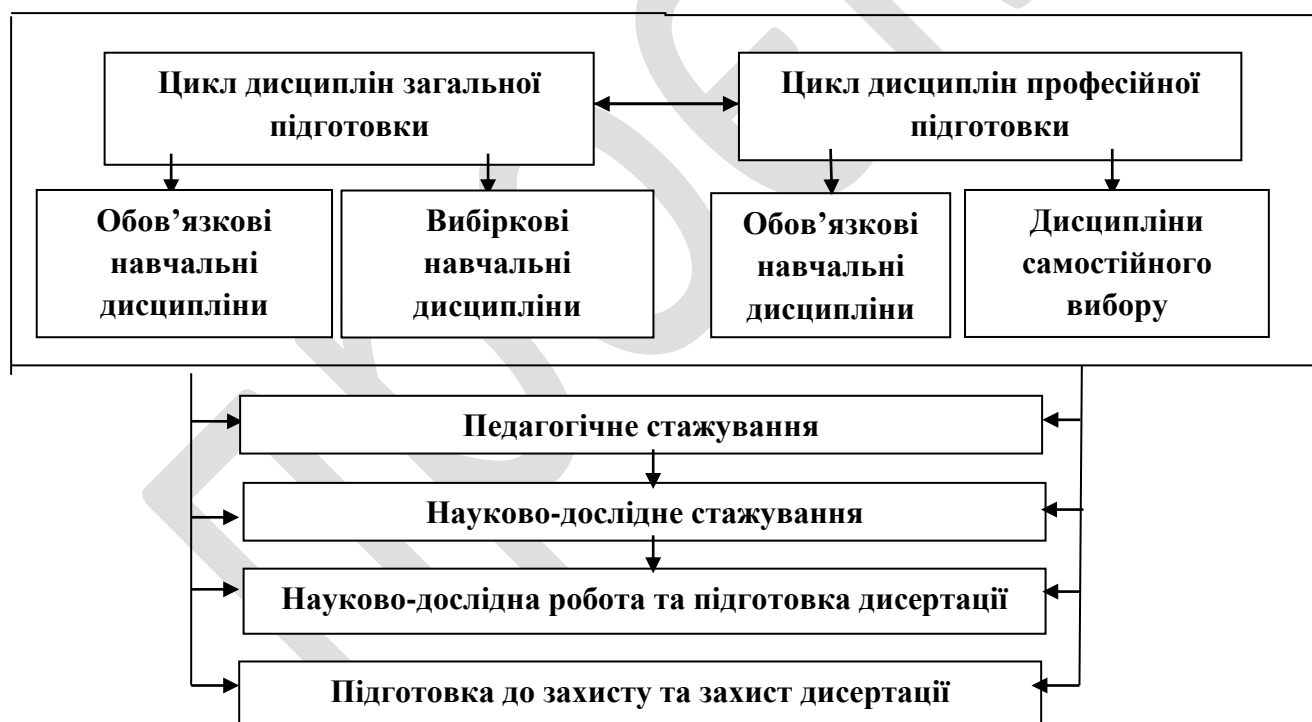 Цикл дисциплін загальної
підготовки
Цикл дисциплін професійної
підготовки
Обов’язкові
навчальні
дисципліни
Вибіркові
навчальні
дисципліни
Обов’язкові
навчальні
дисципліни
Дисципліни
самостійного
вибору
Педагогічне стажування
Науково-дослідне стажування
Науково-дослідна робота та підготовка дисертації
Підготовка до захисту та захист дисертації